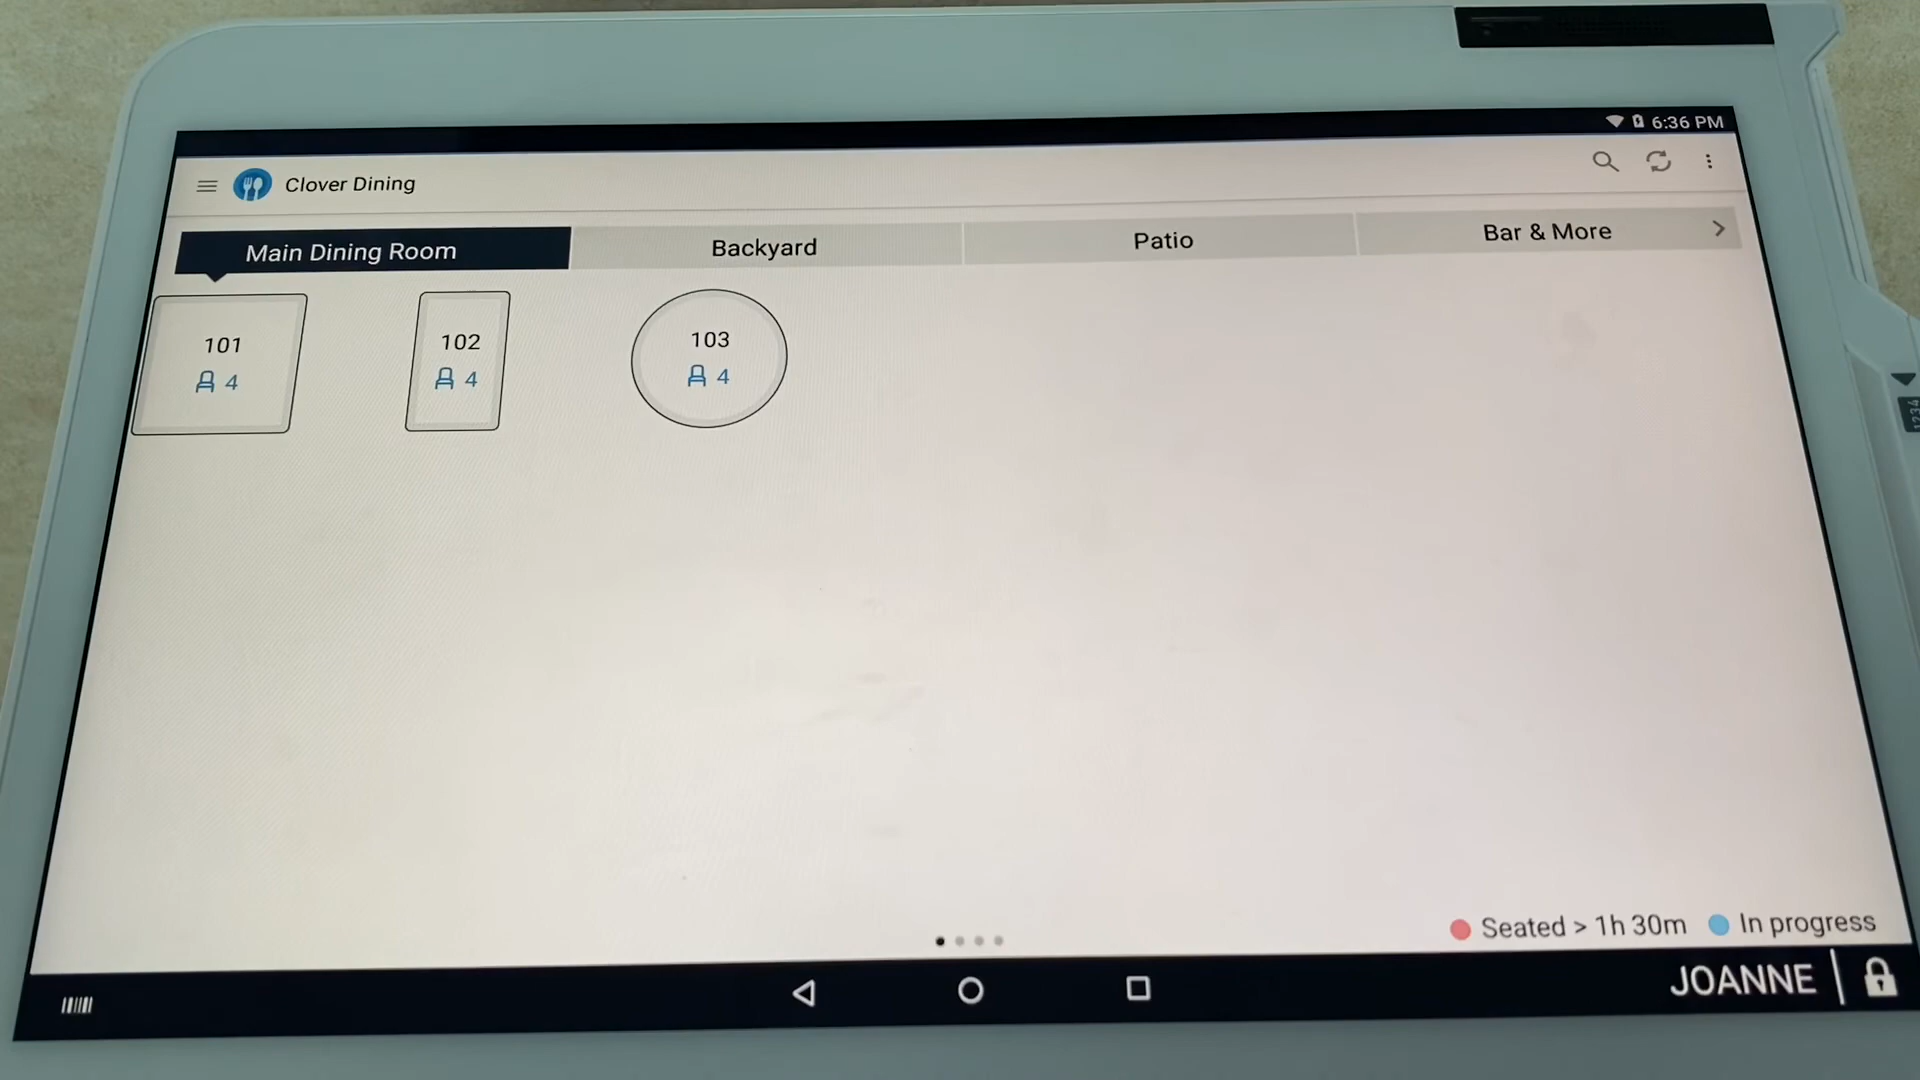 6:36 PM
Clover Dining
Main Dining Room
Backyard
Patio
Bar & More
101
4
102
4
103
4
1234
Seated > 1h 30m
In progress
JOANNE